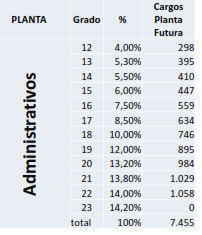 PLANTA Grado % Cargos Planta Futura
Administrativos
12 4,00% 298
13 5,30% 395
14 5,50% 410
15 6,00% 447
16 7,50% 559
17 8,50% 634
18 10,00% 746
19 12,00% 895
20 13,20% 984
21 13,80% 1.029
22 14,00% 1.058
23 14,20% 0
total 100% 7.455